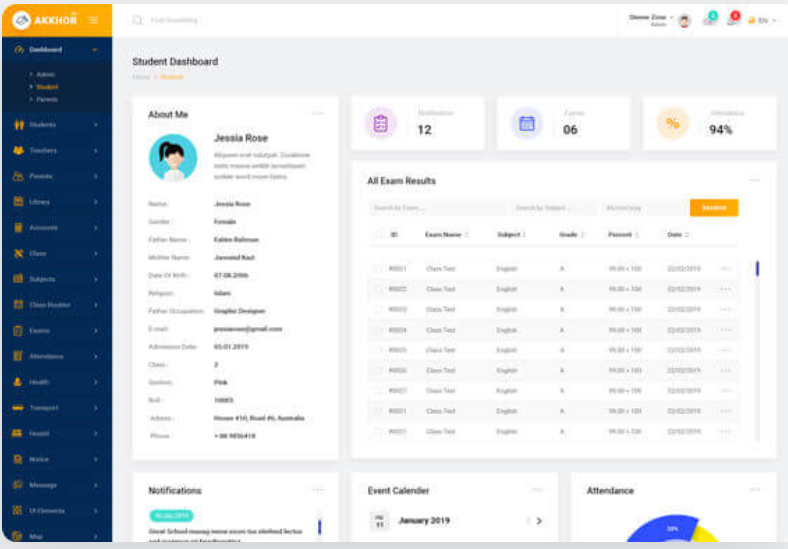 AKKHOR
Find Something . . .
Stevne Zone
Admin
EN
Dashboard
Admin
Student
Parents
Students
Teachers
Parents
Library
Accounts
Class
Subjects
Class Routine
Exams
Attendance
Health
Transport
Hostel
Notice
Message
UI Elements
Map
Student Dashboard
Home
Student
About Me
Jessia Rose
Aliquam erat volutpat. Curabiene
natis massa
Name :
Jessia Rose
Gender :
Female
Father Name :
Fahim Rahman
Mother Name :
Jannatul Kazi
Date Of Birth :
07.08.2006
Religion :
Islam
Father Occupation :
Graphic Designer
E-mail :
jessiarose@gmail.com
Admission Date :
05.01.2019
Class :
2
Section :
Pink
Roll :
10005
Adress :
House #10, Road #6, Australia
Phone :
+ 88 9856418
Notification
12
Events
06
Attendance
94%
All Exam Results
Search by Exam ...
Search by Subject ...
dd/mm/yyyy
SEARCH
ID Exam Name Subject Grade Percent Date
#0021 Class Test English A 99.00 > 100 22/02/2019
#0022 Class Test English A 99.00 > 100 22/02/2019
#0023 Class Test English A 99.00 > 100 22/02/2019
#0024 Class Test English A 99.00 > 100 22/02/2019
#0025 Class Test English A 99.00 > 100 22/02/2019
#0026 Class Test English A 99.00 > 100 22/02/2019
#0027 Class Test English A 99.00 > 100 22/02/2019
#0021 Class Test English A 99.00 > 100 22/02/2019
#0021 Class Test English A 99.00 > 100 22/02/2019
Notifications
Great School
Event Calender
January 2019
Attendance